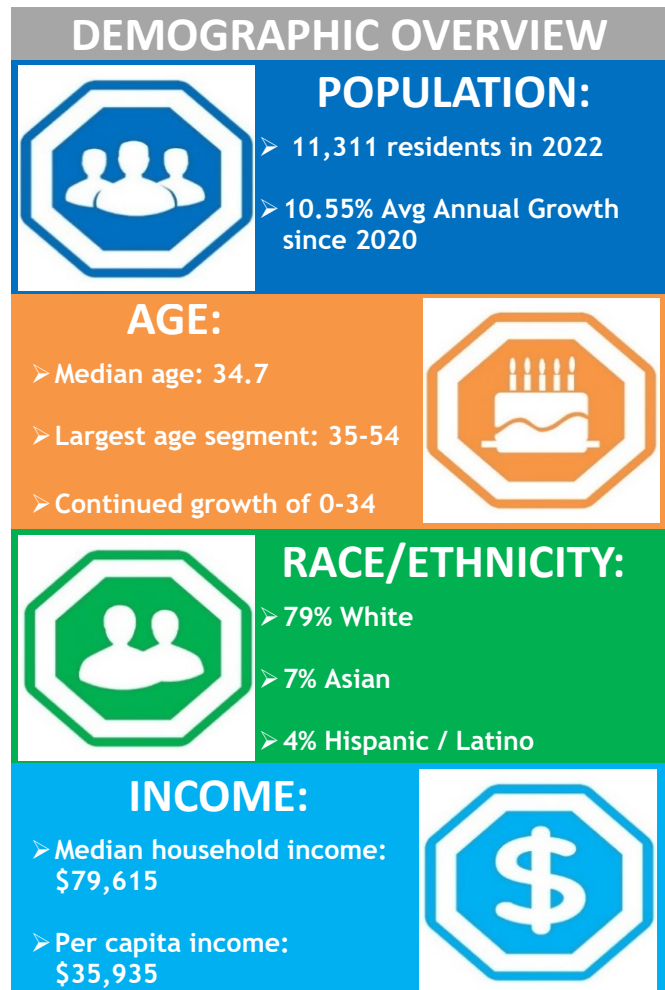 DEMOGRAPHIC OVERVIEW
POPULATION:
➢ 11,311 residents in 2022
➢ 10.55% Avg Annual Growth
since 2020
AGE:
➢ Median age: 34.7
➢ Largest age segment: 35-54
➢ Continued growth of 0-34
RACE/ETHNICITY:
➢ 79% White
➢ 7% Asian
➢ 4% Hispanic / Latino
INCOME:
➢ Median household income:
$79,615
➢ Per capita income:
$35,935
$